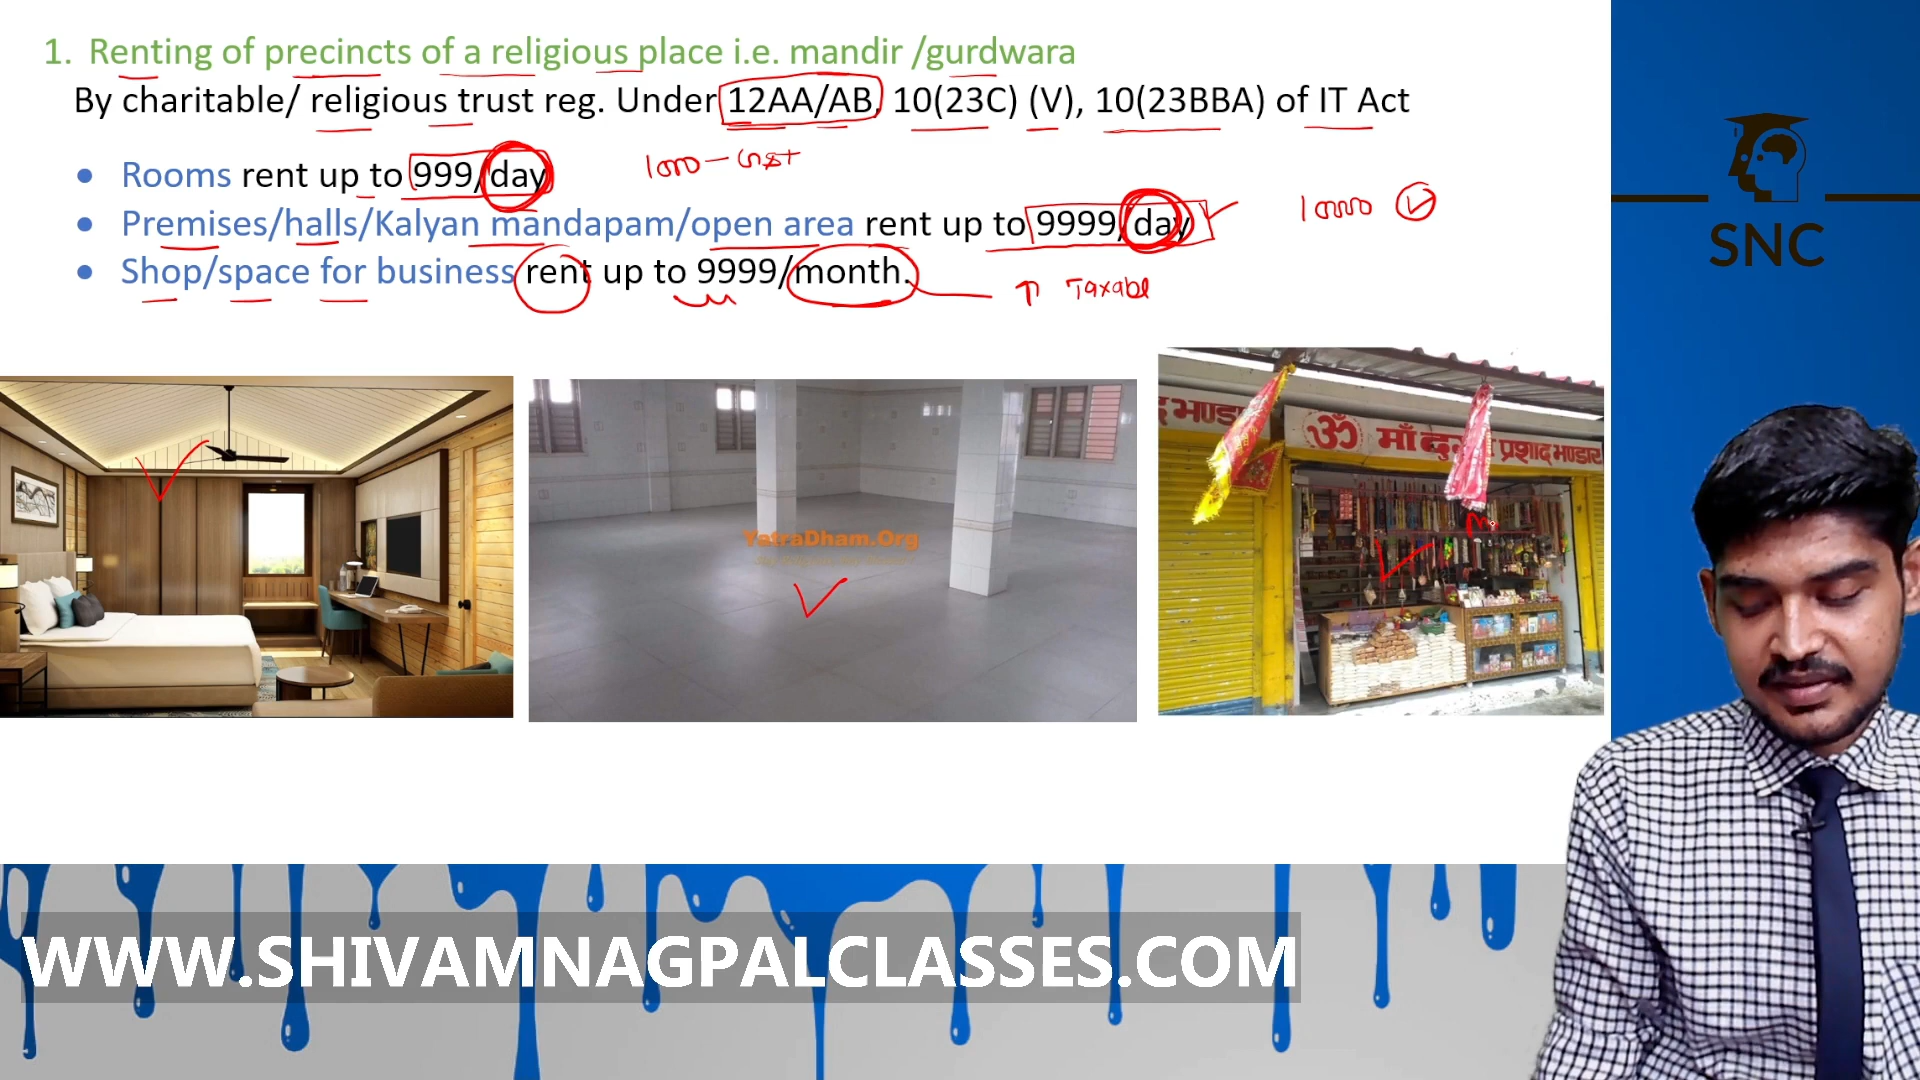 1. Renting of precincts of a religious place i.e. mandir /gurdwara
By charitable/ religious trust reg. Under 12AA/AB, 10(23C) (V), 10(23BBA) of IT Act
• Rooms rent up to 999/day
1000 - GST
• Premises/halls/Kalyan mandapam/open area rent up to 9999/day
10000
• Shop/space for business rent up to 9999/month.
↑ Taxable
SNC
भण्डा
ॐ माँ दुर्गा प्रशाद भण्डार
YatraDham.Org
WWW.SHIVAMNAGPALCLASSES.COM